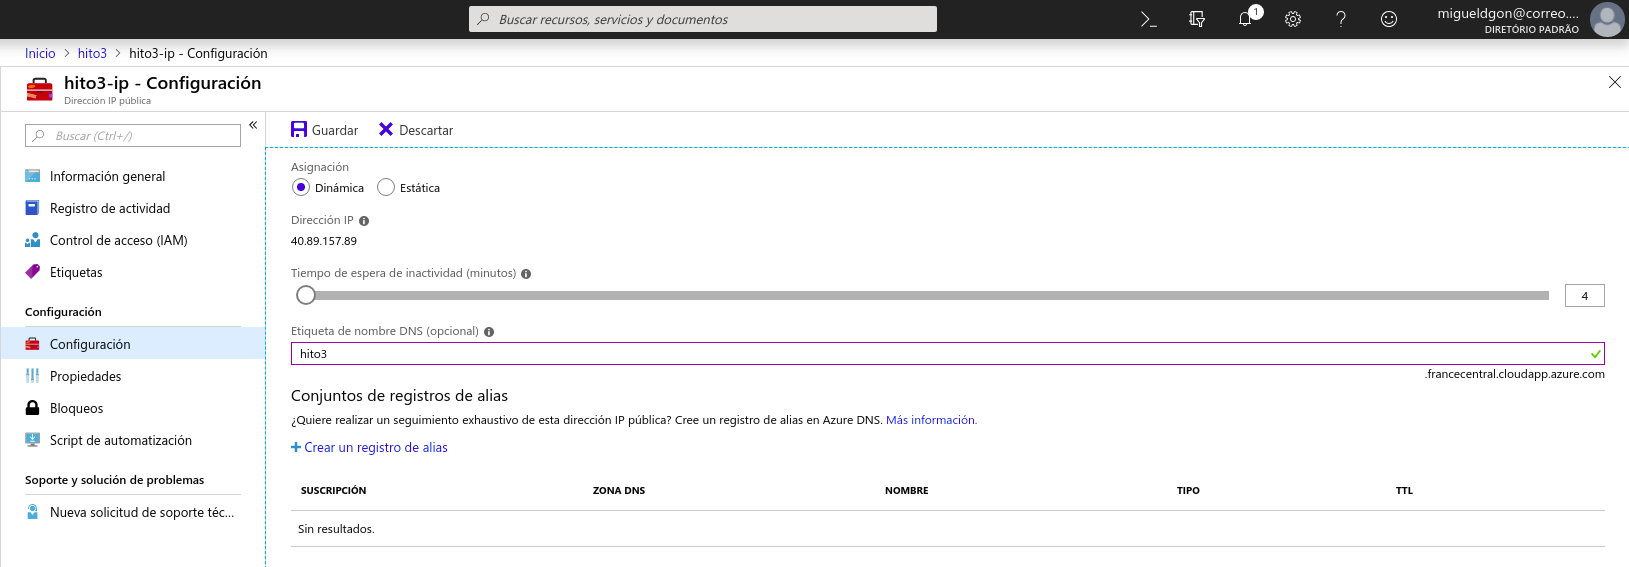 Buscar recursos, servicios y documentos
1
migueldgon@correo....
DIRETÓRIO PADRÃO
Inicio > hito3 > hito3-ip - Configuración
hito3-ip - Configuración
Dirección IP pública
Buscar (Ctrl+/)
«
Información general
Registro de actividad
Control de acceso (IAM)
Etiquetas
Configuración
Configuración
Propiedades
Bloqueos
Script de automatización
Soporte y solución de problemas
Nueva solicitud de soporte téc...
Guardar Descartar
Asignación
Dinámica Estática
Dirección IP
40.89.157.89
Tiempo de espera de inactividad (minutos)
4
Etiqueta de nombre DNS (opcional)
hito3
.francecentral.cloudapp.azure.com
Conjuntos de registros de alias
¿Quiere realizar un seguimiento exhaustivo de esta dirección IP pública? Cree un registro de alias en Azure DNS. Más información.
+ Crear un registro de alias
SUSCRIPCIÓN ZONA DNS NOMBRE TIPO TTL
Sin resultados.